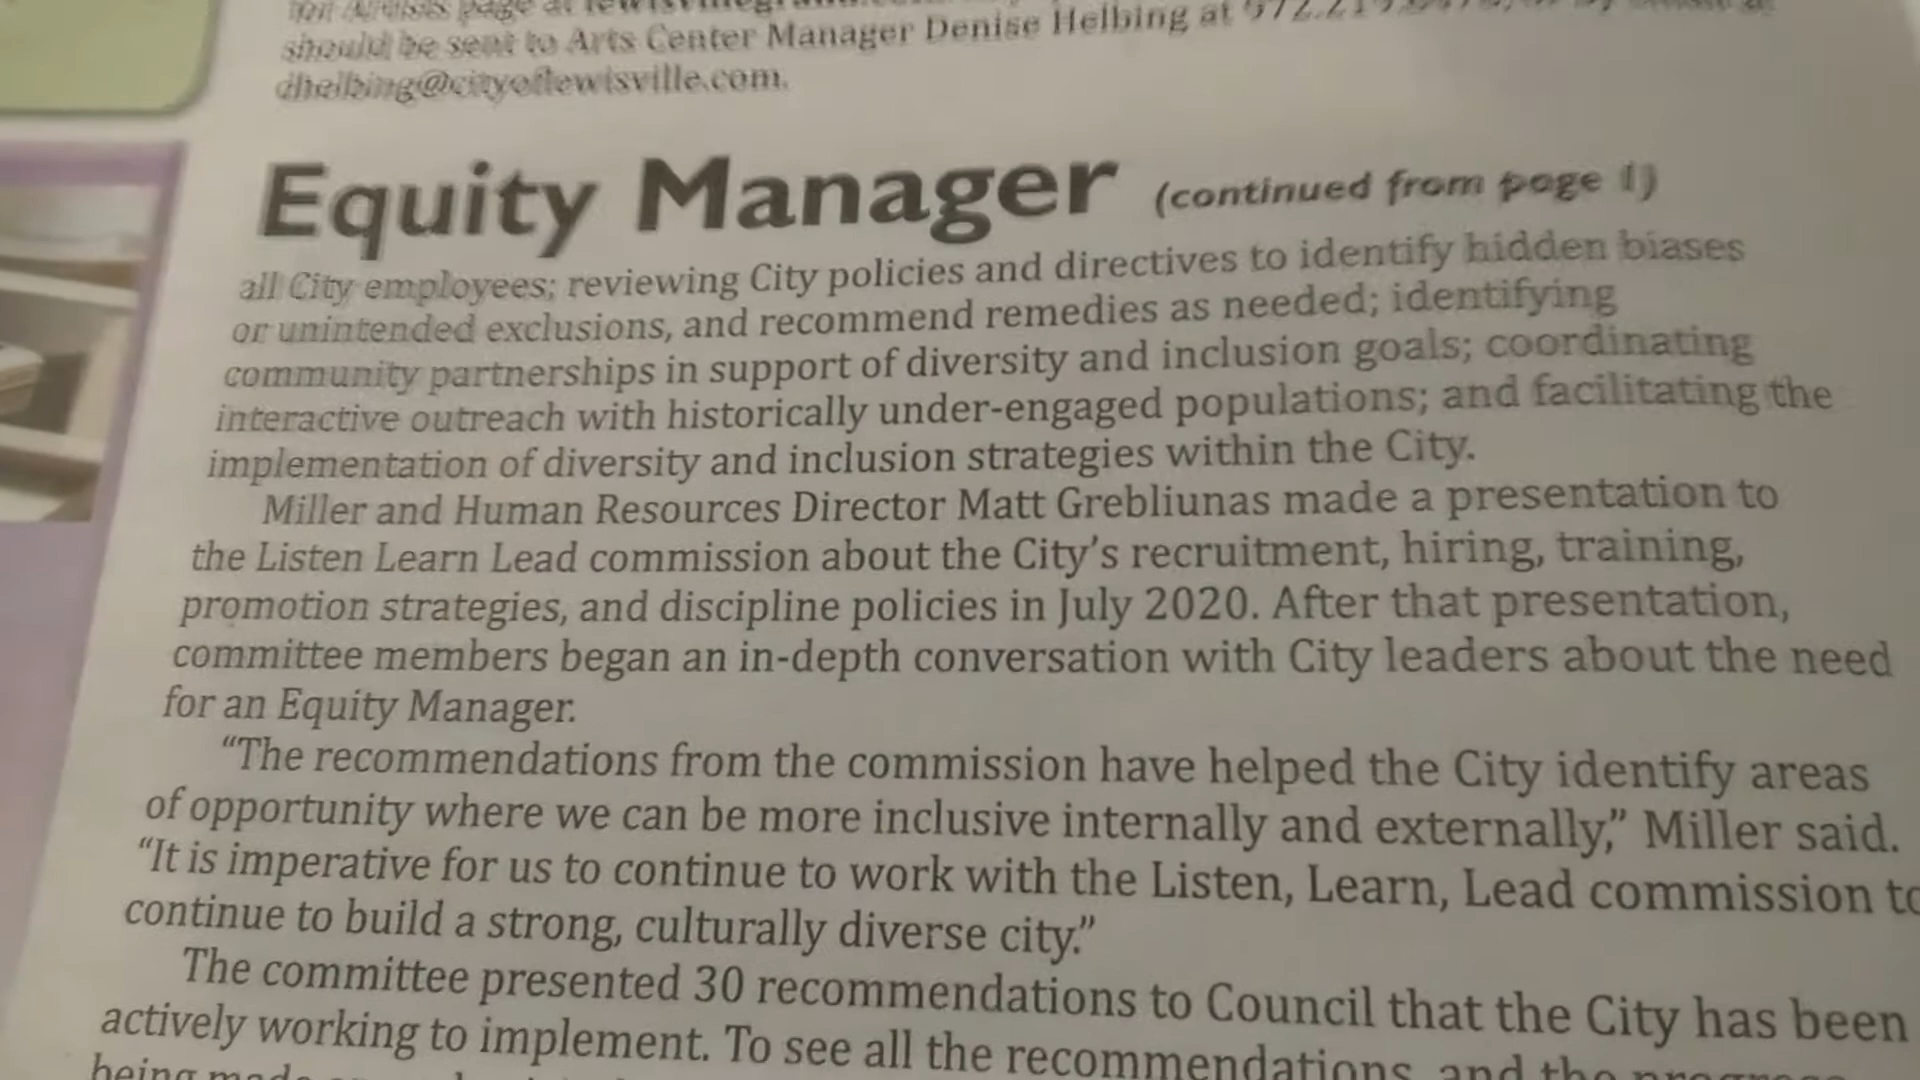 should be sent to Arts Center Manager Denise Helbing at
dhelbing@cityoflewisville.com.
Equity Manager (continued from page 1)
all City employees; reviewing City policies and directives to identify hidden biases
or unintended exclusions, and recommend remedies as needed; identifying
community partnerships in support of diversity and inclusion goals; coordinating
interactive outreach with historically under-engaged populations; and facilitating the
implementation of diversity and inclusion strategies within the City.
Miller and Human Resources Director Matt Grebliunas made a presentation to
the Listen Learn Lead commission about the City's recruitment, hiring, training,
promotion strategies, and discipline policies in July 2020. After that presentation,
committee members began an in-depth conversation with City leaders about the need
for an Equity Manager.
“The recommendations from the commission have helped the City identify areas
of opportunity where we can be more inclusive internally and externally,” Miller said.
“It is imperative for us to continue to work with the Listen, Learn, Lead commission to
continue to build a strong, culturally diverse city.”
The committee presented 30 recommendations to Council that the City has been
actively working to implement. To see all the recommendations, and the progress
being made